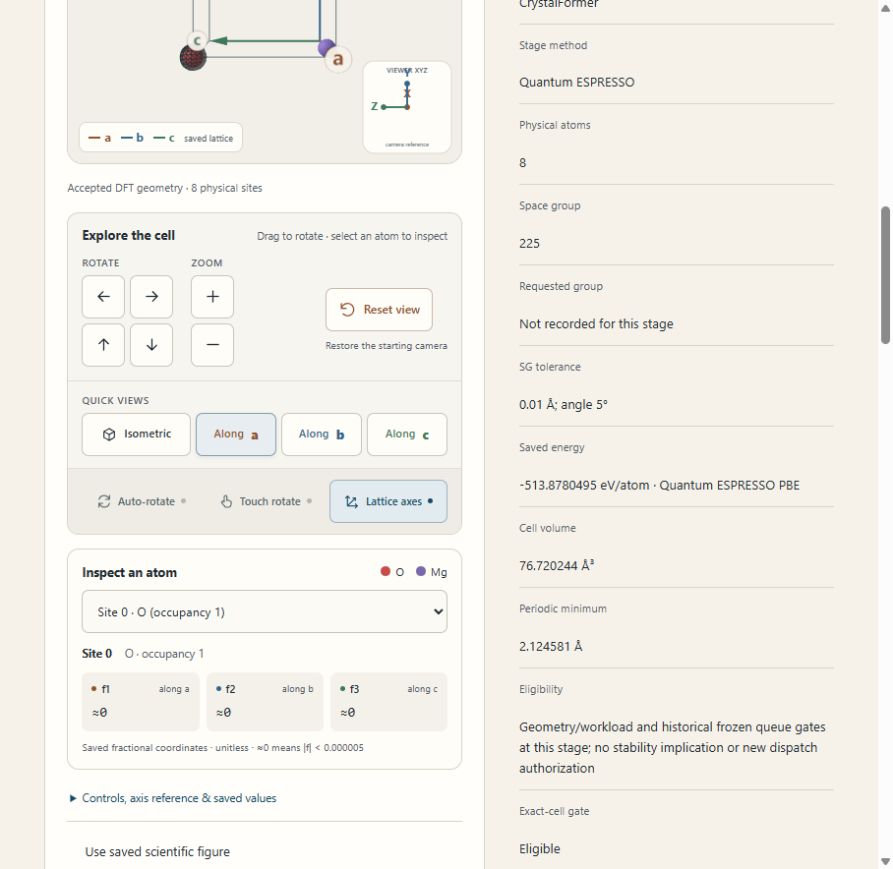 c
a
VIEWER XYZ
Y
X
Z
camera reference
a b c saved lattice
Accepted DFT geometry · 8 physical sites
Explore the cell
Drag to rotate · select an atom to inspect
ROTATE
ZOOM
← → +
Reset view
↑ ↓ −
Restore the starting camera
QUICK VIEWS
Isometric
Along a
Along b
Along c
Auto-rotate
Touch rotate
Lattice axes
Inspect an atom
O Mg
Site 0 · O (occupancy 1)
Site 0 O · occupancy 1
f1 along a
≈0
f2 along b
≈0
f3 along c
≈0
Saved fractional coordinates · unitless · ≈0 means |f| < 0.000005
Controls, axis reference & saved values
Use saved scientific figure
CrystalFormer
Stage method
Quantum ESPRESSO
Physical atoms
8
Space group
225
Requested group
Not recorded for this stage
SG tolerance
0.01 Å; angle 5°
Saved energy
-513.8780495 eV/atom · Quantum ESPRESSO PBE
Cell volume
76.720244 Å³
Periodic minimum
2.124581 Å
Eligibility
Geometry/workload and historical frozen queue gates
at this stage; no stability implication or new dispatch
authorization
Exact-cell gate
Eligible